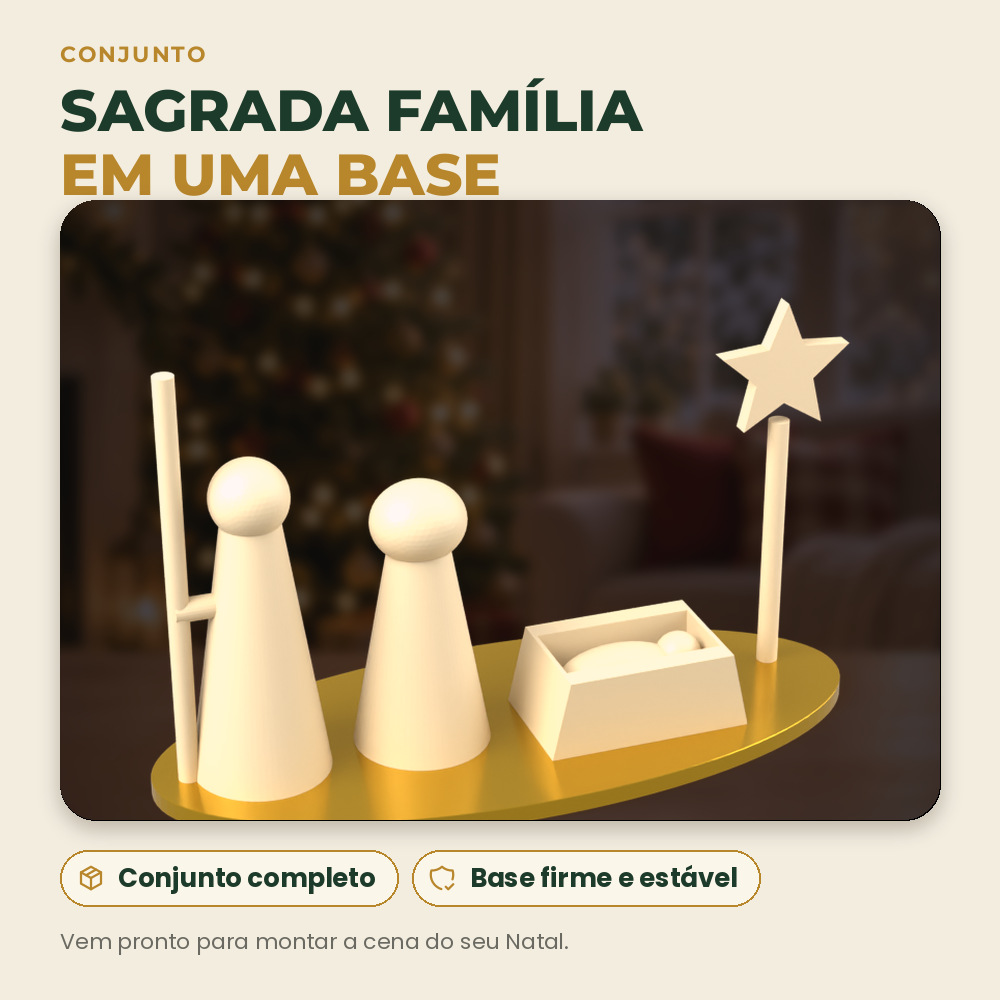 CONJUNTO
SAGRADA FAMÍLIA
EM UMA BASE
Conjunto completo
Base firme e estável
Vem pronto para montar a cena do seu Natal.